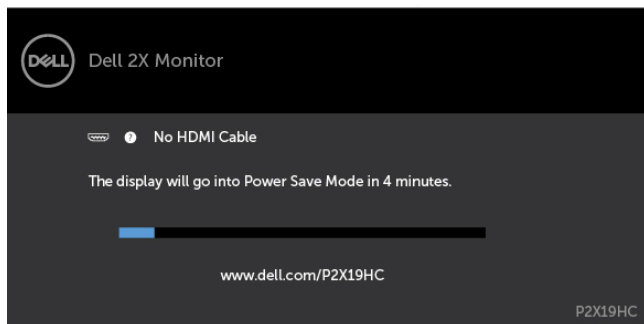 DELL Dell 2X Monitor
? No HDMI Cable
The display will go into Power Save Mode in 4 minutes.
www.dell.com/P2X19HC
P2X19HC